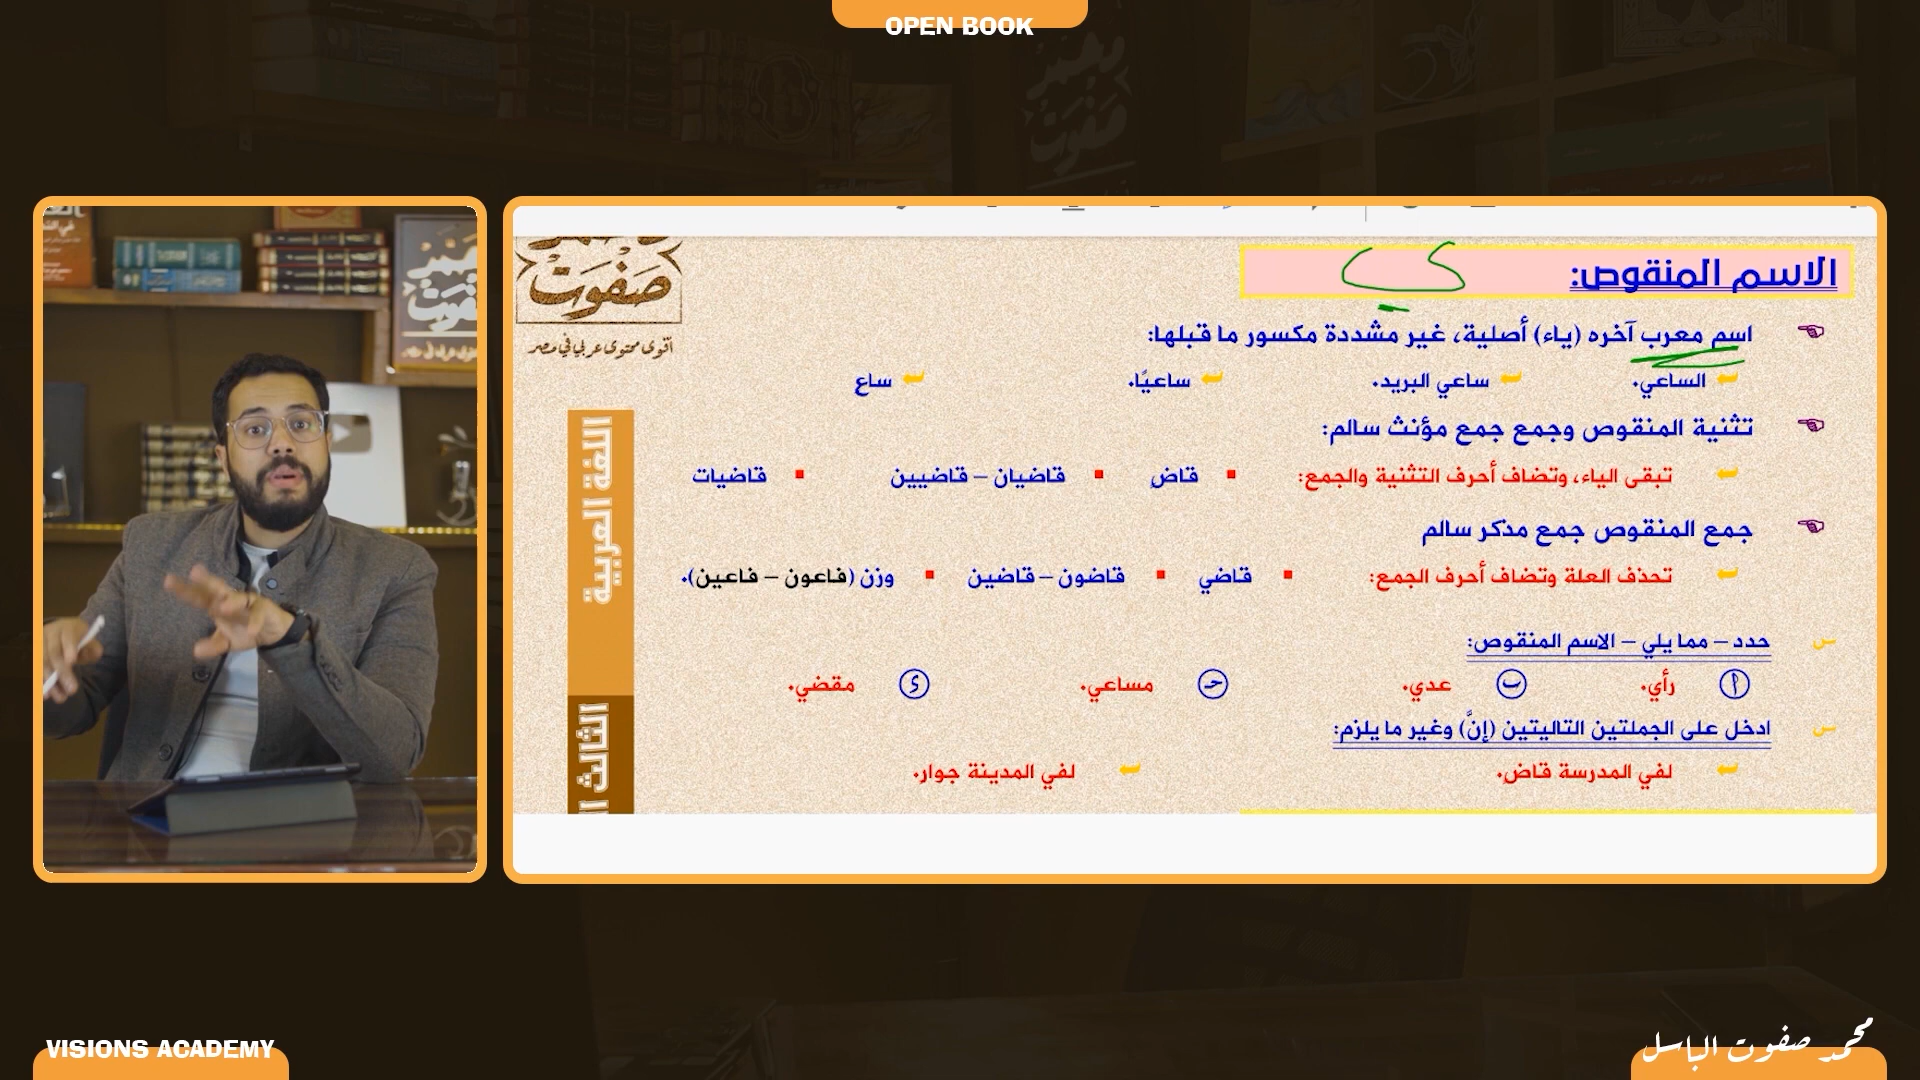 OPEN BOOK
صفوت
أقوى محتوى عربي في مصر
الاسم المنقوص:
اسم معرب آخره (ياء) أصلية، غير مشددة مكسور ما قبلها:
الساعي. ساعي البريد. ساعيًا. ساع
تثنية المنقوص وجمع جمع مؤنث سالم:
تبقى الياء، وتضاف أحرف التثنية والجمع: قاضٍ قاضيان – قاضيين قاضيات
جمع المنقوص جمع مذكر سالم
تحذف العلة وتضاف أحرف الجمع: قاضي قاضون – قاضين وزن (فاعون – فاعين).
س حدد – مما يلي – الاسم المنقوص:
أ رأي. ب عدي. جـ مساعي. د مقضي.
س ادخل على الجملتين التاليتين (إنَّ) وغير ما يلزم:
لفي المدرسة قاض. لفي المدينة جوار.
اللغة العربية
الثالث
VISIONS ACADEMY
محمد صفوت الباسل